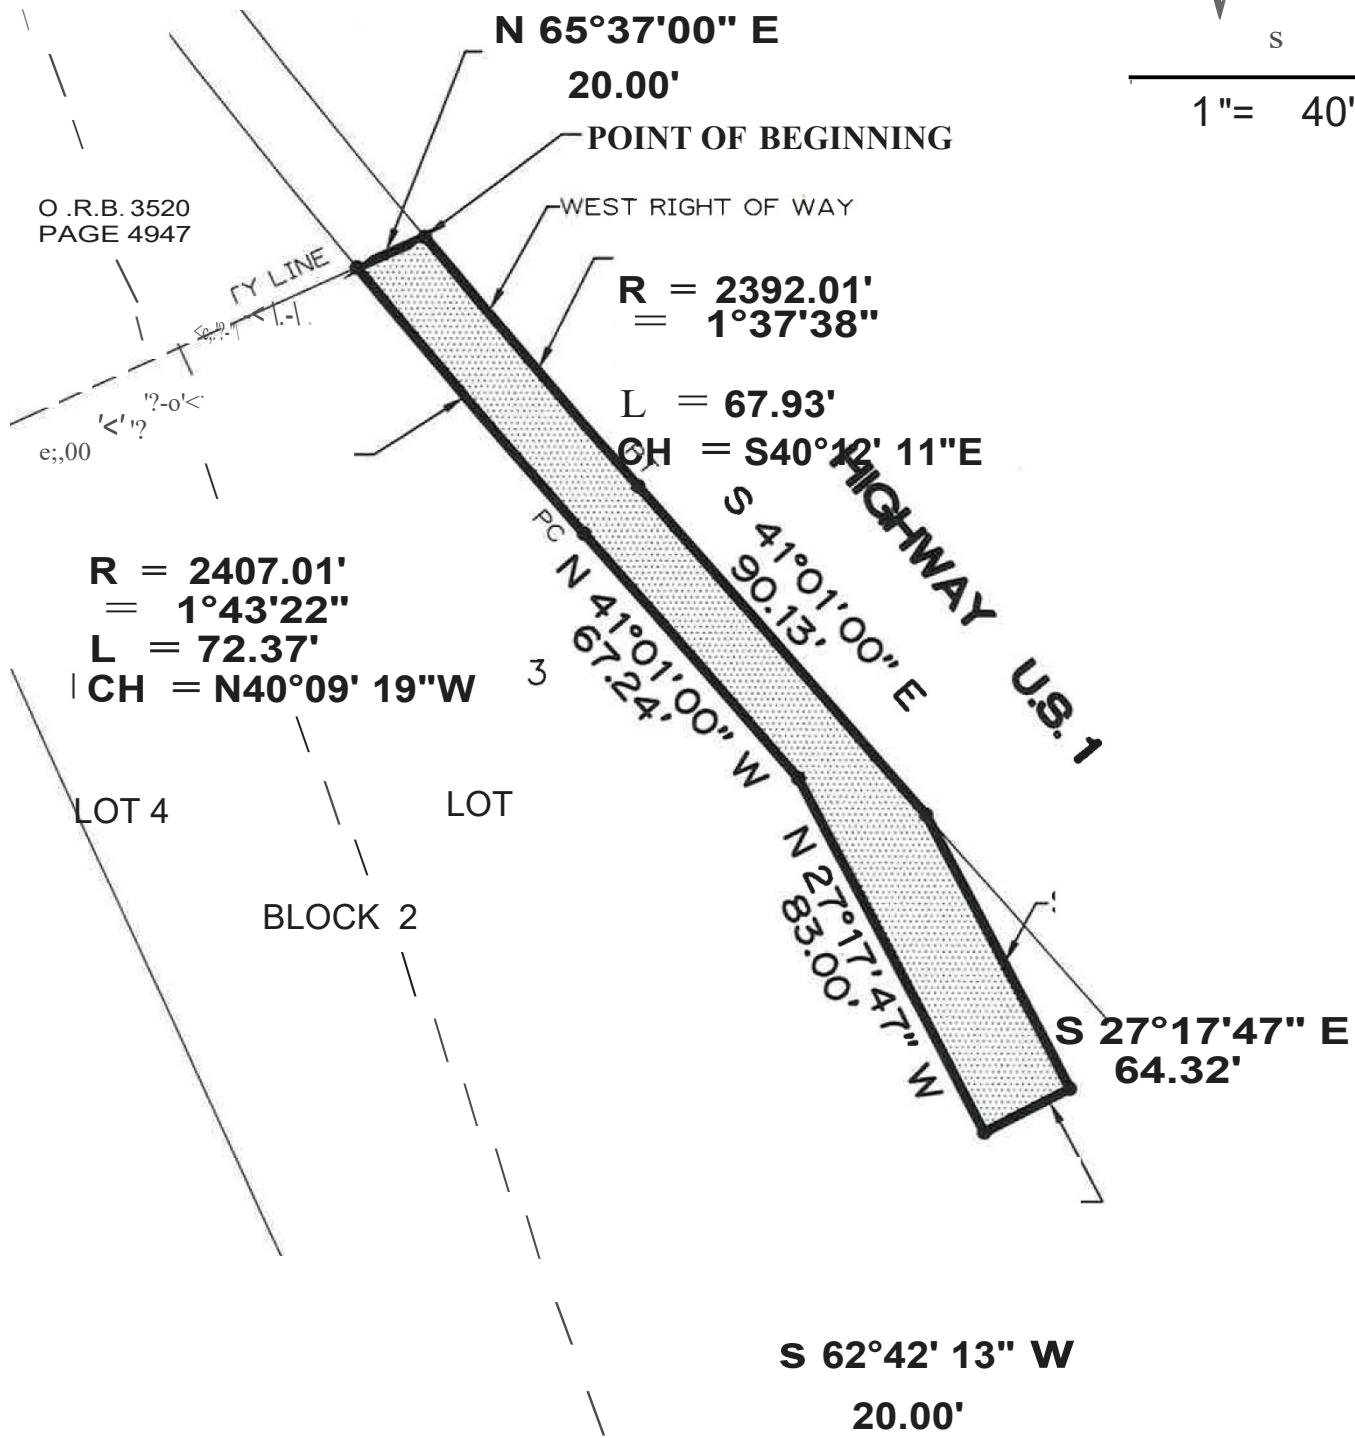 N 65°37'00" E
20.00'
s
1"= 40'
POINT OF BEGINNING
WEST RIGHT OF WAY
O .R.B. 3520
PAGE 4947
TY LINE
R = 2392.01'
= 1°37'38"
L = 67.93'
CH = S40°12' 11"E
PT
HIGHWAY U.S. 1
S 41°01'00" E
90.13'
PC
N 41°01'00" W
67.24'
R = 2407.01'
= 1°43'22"
L = 72.37'
CH = N40°09' 19"W
3
LOT 4
LOT
BLOCK 2
N 27°17'47" W
83.00'
S 27°17'47" E
64.32'
S 62°42' 13" W
20.00'